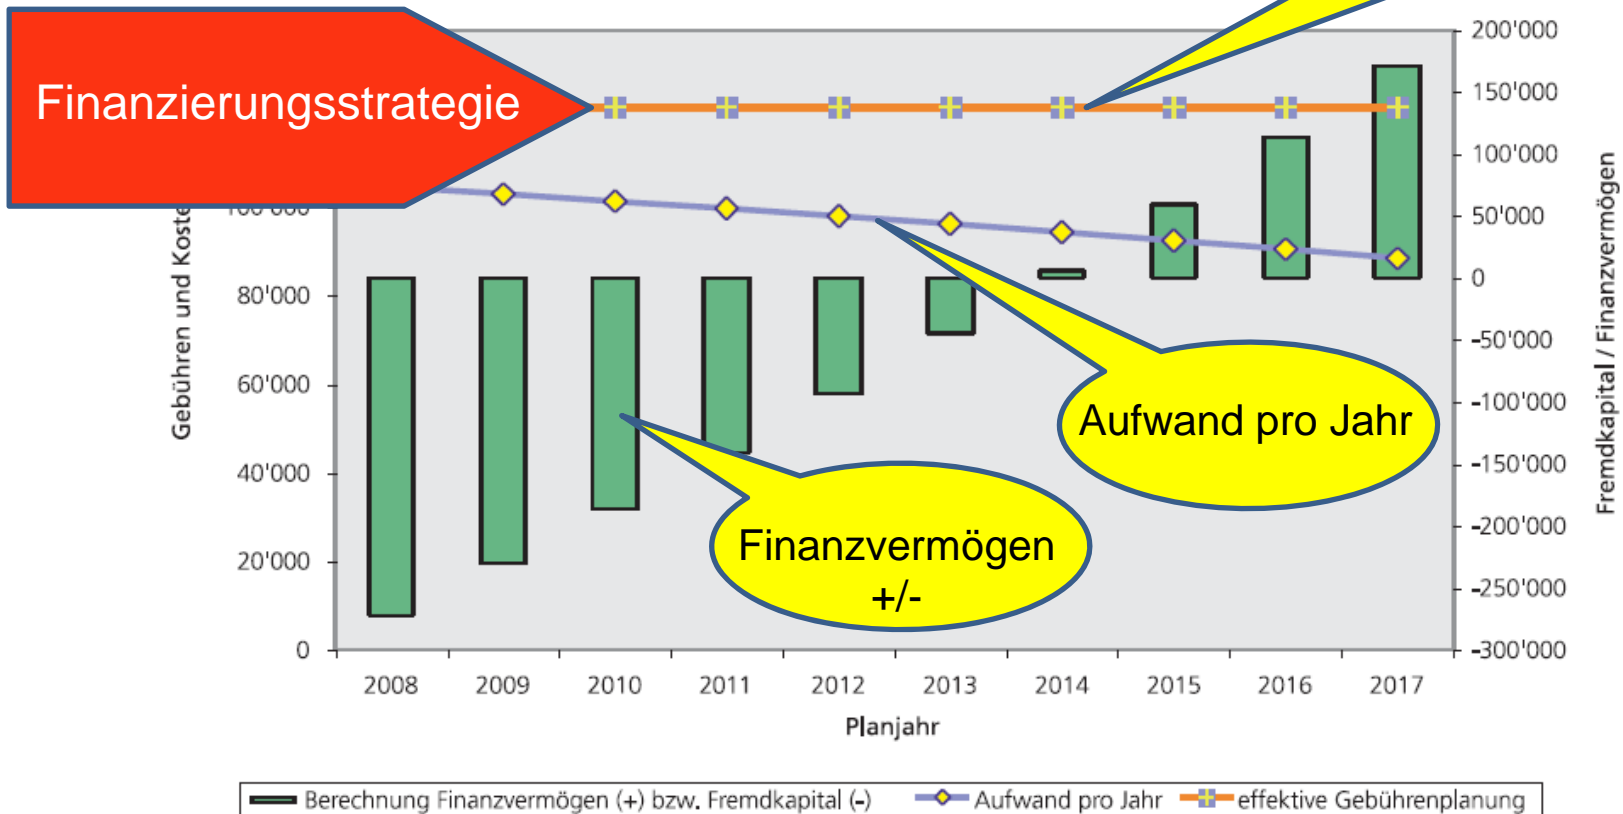 Finanzierungsstrategie
200'000
150'000
100'000
50'000
0
-50'000
-100'000
-150'000
-200'000
-250'000
-300'000
Fremdkapital / Finanzvermögen
Gebühren und
80'000
60'000
40'000
20'000
0
Aufwand pro Jahr
Finanzvermögen
+/-
2008 2009 2010 2011 2012 2013 2014 2015 2016 2017
Planjahr
Berechnung Finanzvermögen (+) bzw. Fremdkapital (-) Aufwand pro Jahr effektive Gebührenplanung